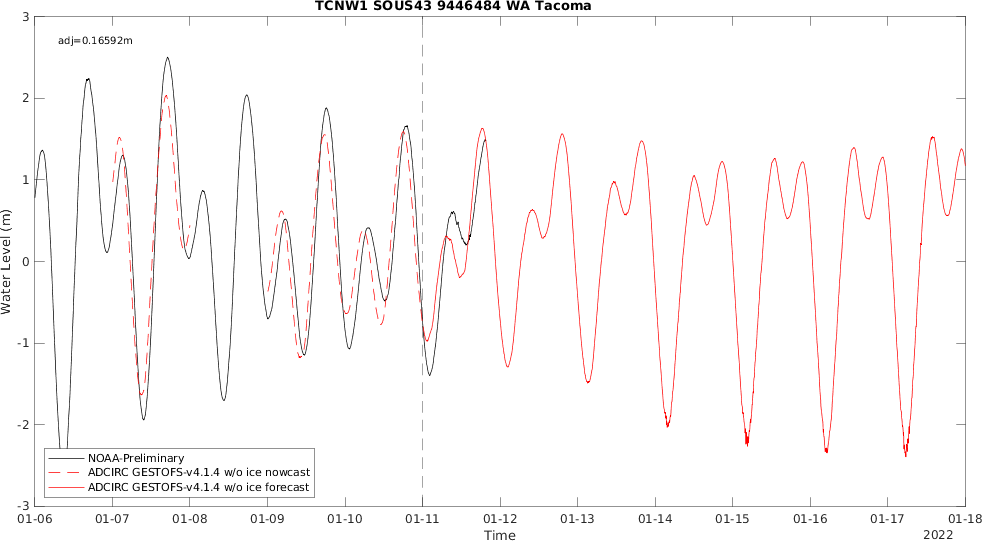 TCNW1 SOUS43 9446484 WA Tacoma
adj=0.16592m
3
2
1
0
-1
-2
-3
Water Level (m)
NOAA-Preliminary
ADCIRC GESTOFS-v4.1.4 w/o ice nowcast
ADCIRC GESTOFS-v4.1.4 w/o ice forecast
01-06 01-07 01-08 01-09 01-10 01-11 01-12 01-13 01-14 01-15 01-16 01-17 01-18
Time
2022